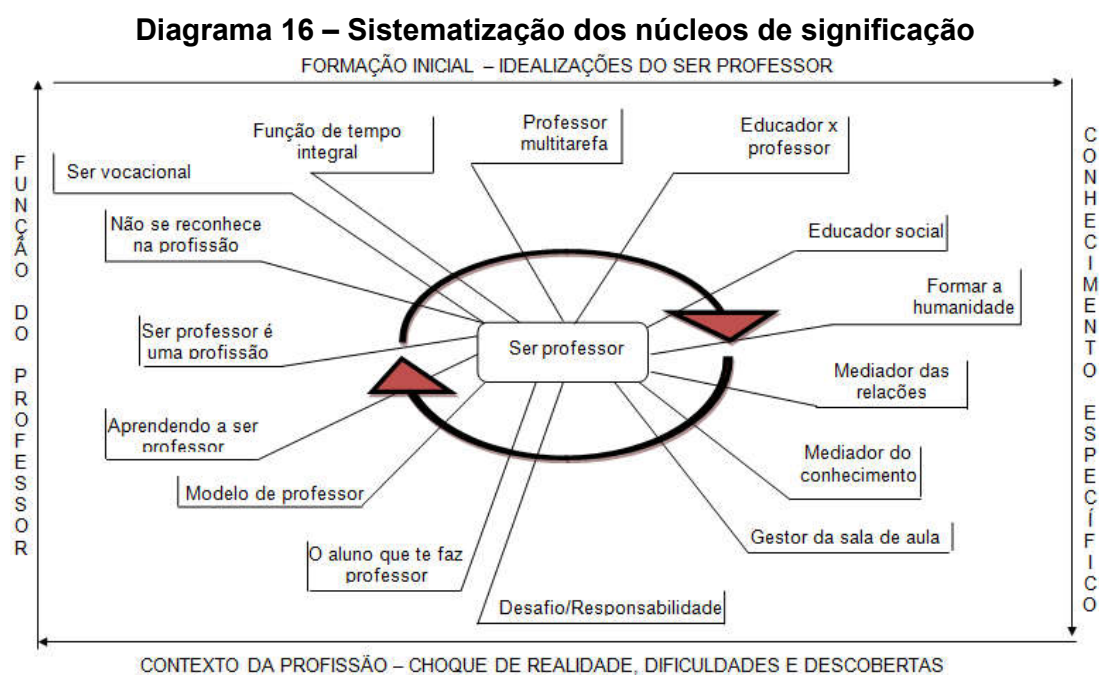 Diagrama 16 – Sistematização dos núcleos de significação
FORMAÇÃO INICIAL – IDEALIZAÇÕES DO SER PROFESSOR
FUNÇÃO DO PROFESSOR
Ser vocacional
Função de tempo
integral
Professor
multitarefa
Educador x
professor
Não se reconhece
na profissão
Educador social
Formar a
humanidade
Ser professor é
uma profissão
Ser professor
Mediador das
relações
Aprendendo a ser
professor
Mediador do
conhecimento
Modelo de professor
Gestor da sala de aula
O aluno que te faz
professor
Desafio/Responsabilidade
CONHECIMENTO ESPECÍFICO
CONTEXTO DA PROFISSÃO – CHOQUE DE REALIDADE, DIFICULDADES E DESCOBERTAS